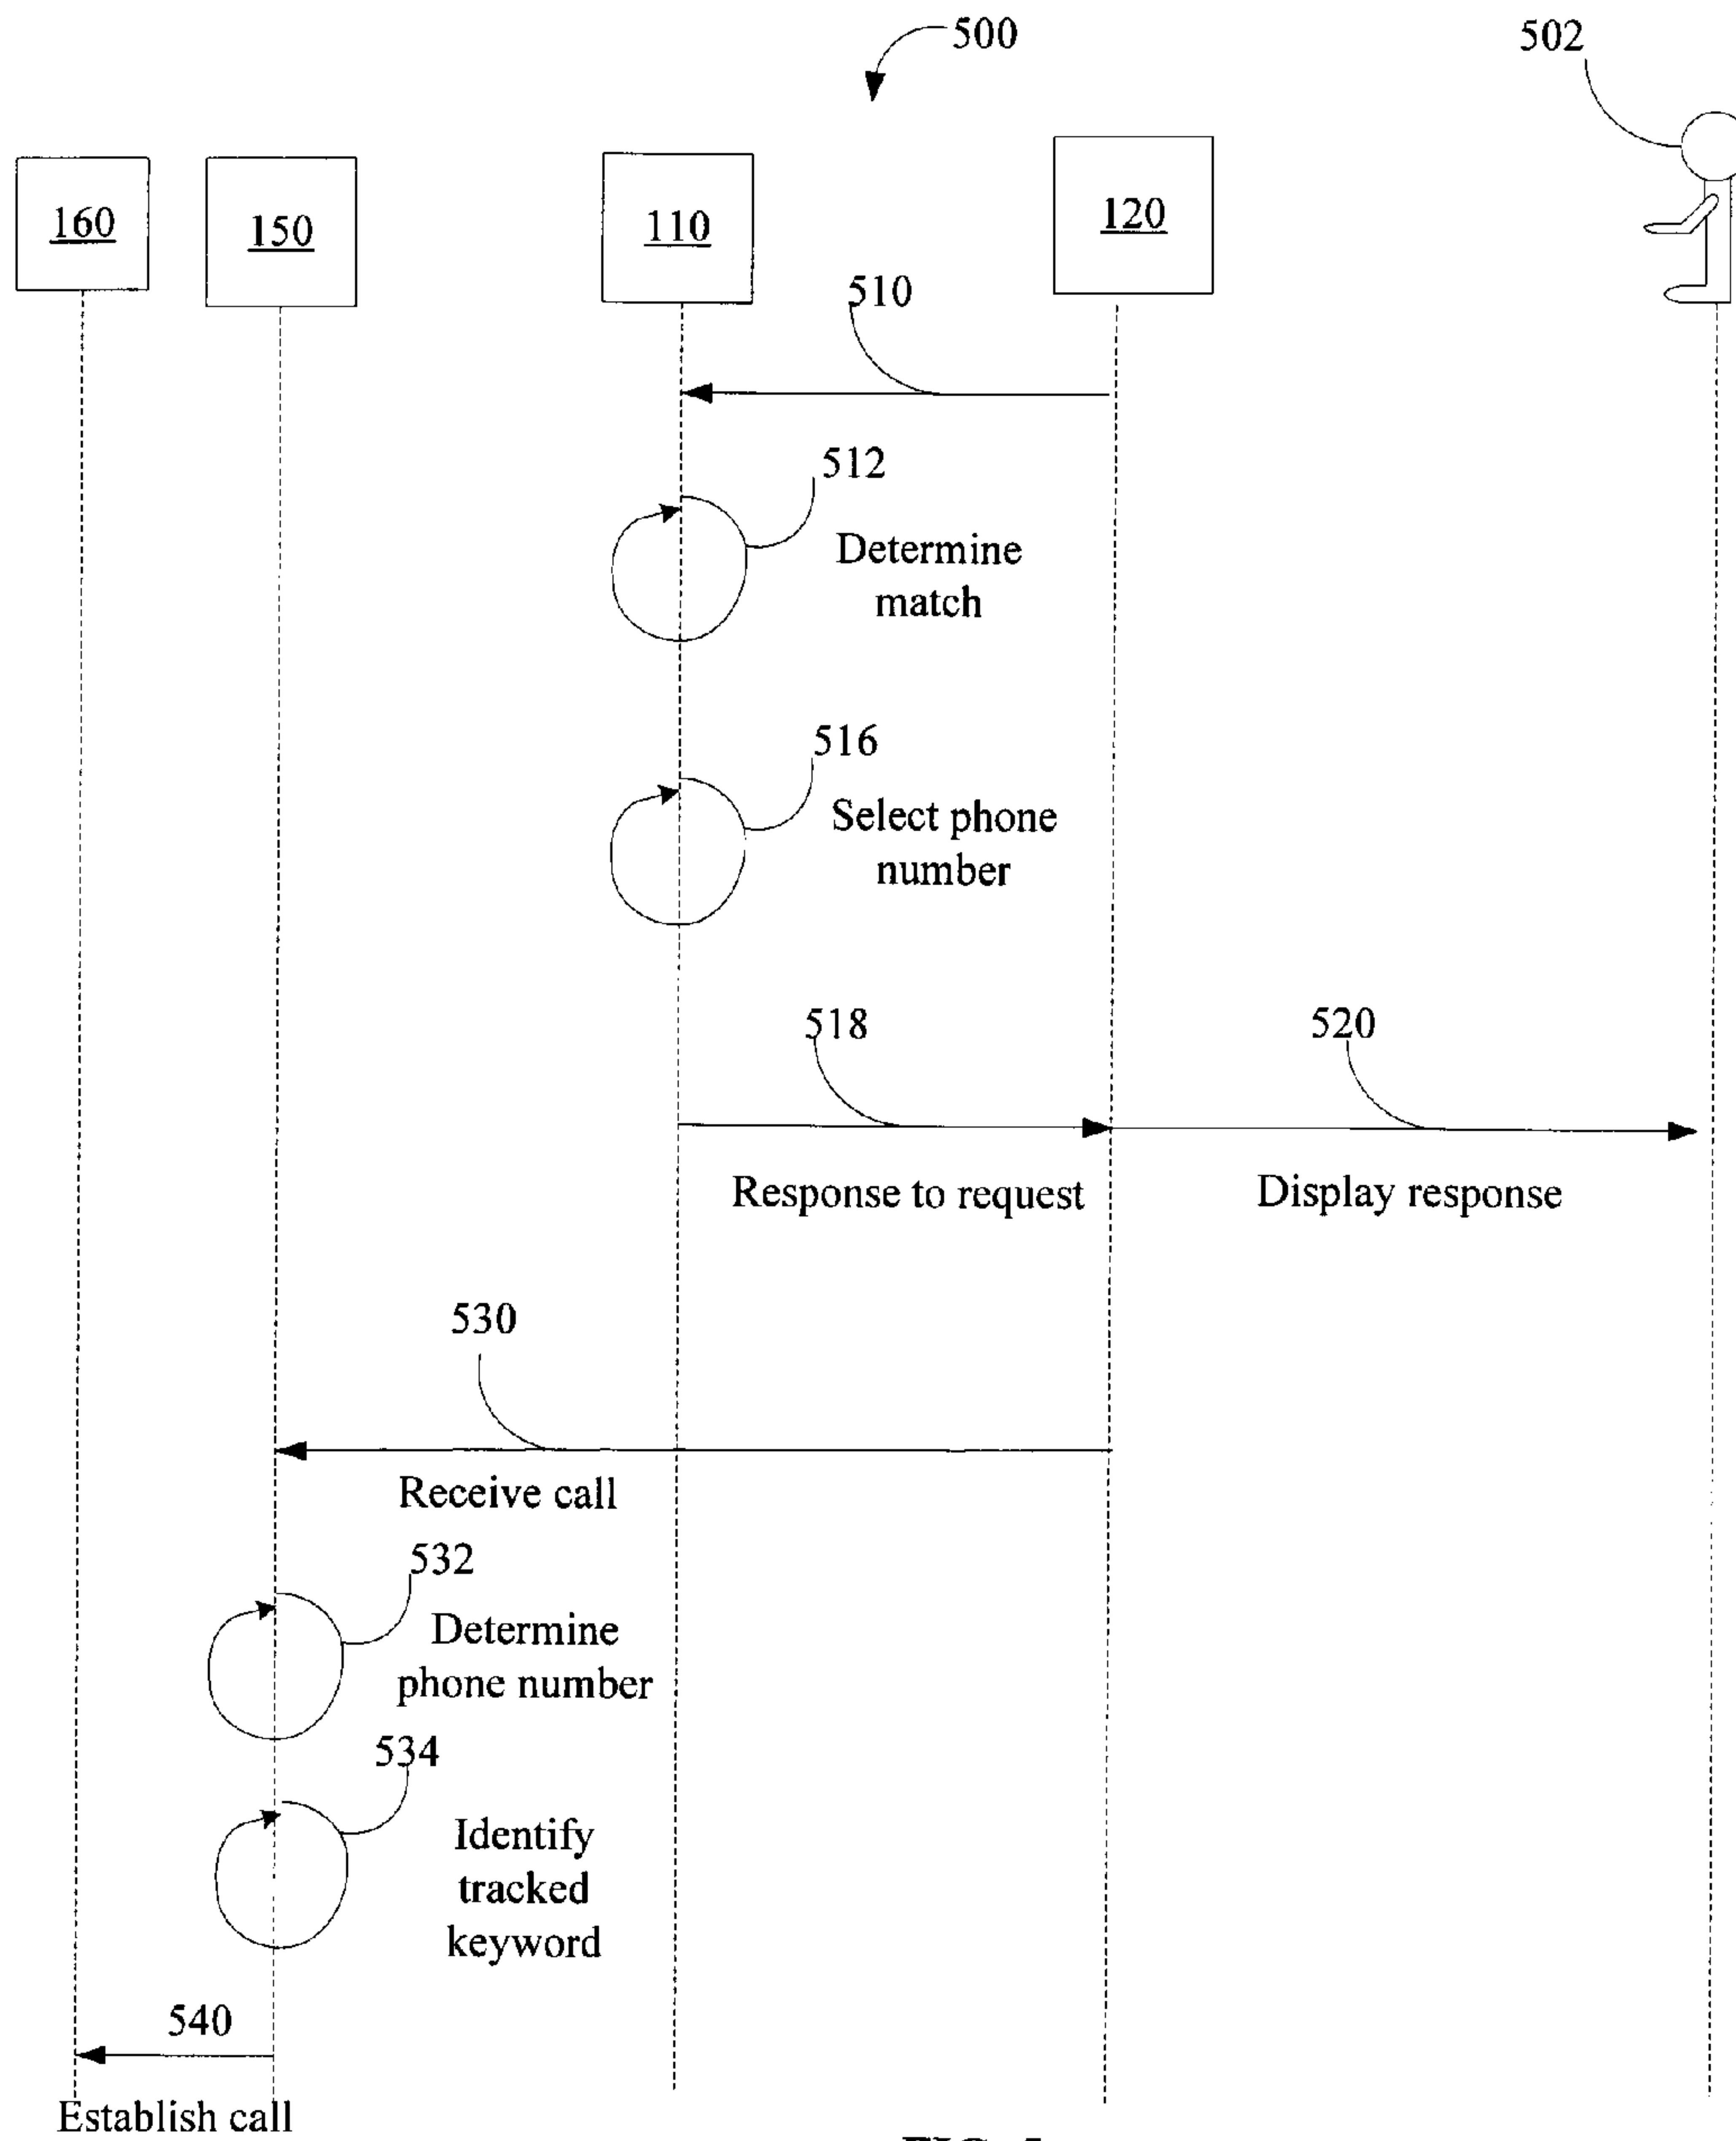 500
502
160
150
110
120
510
512
Determine
match
516
Select phone
number
518
520
Response to request
Display response
530
Receive call
532
Determine
phone number
534
Identify
tracked
keyword
540
Establish call